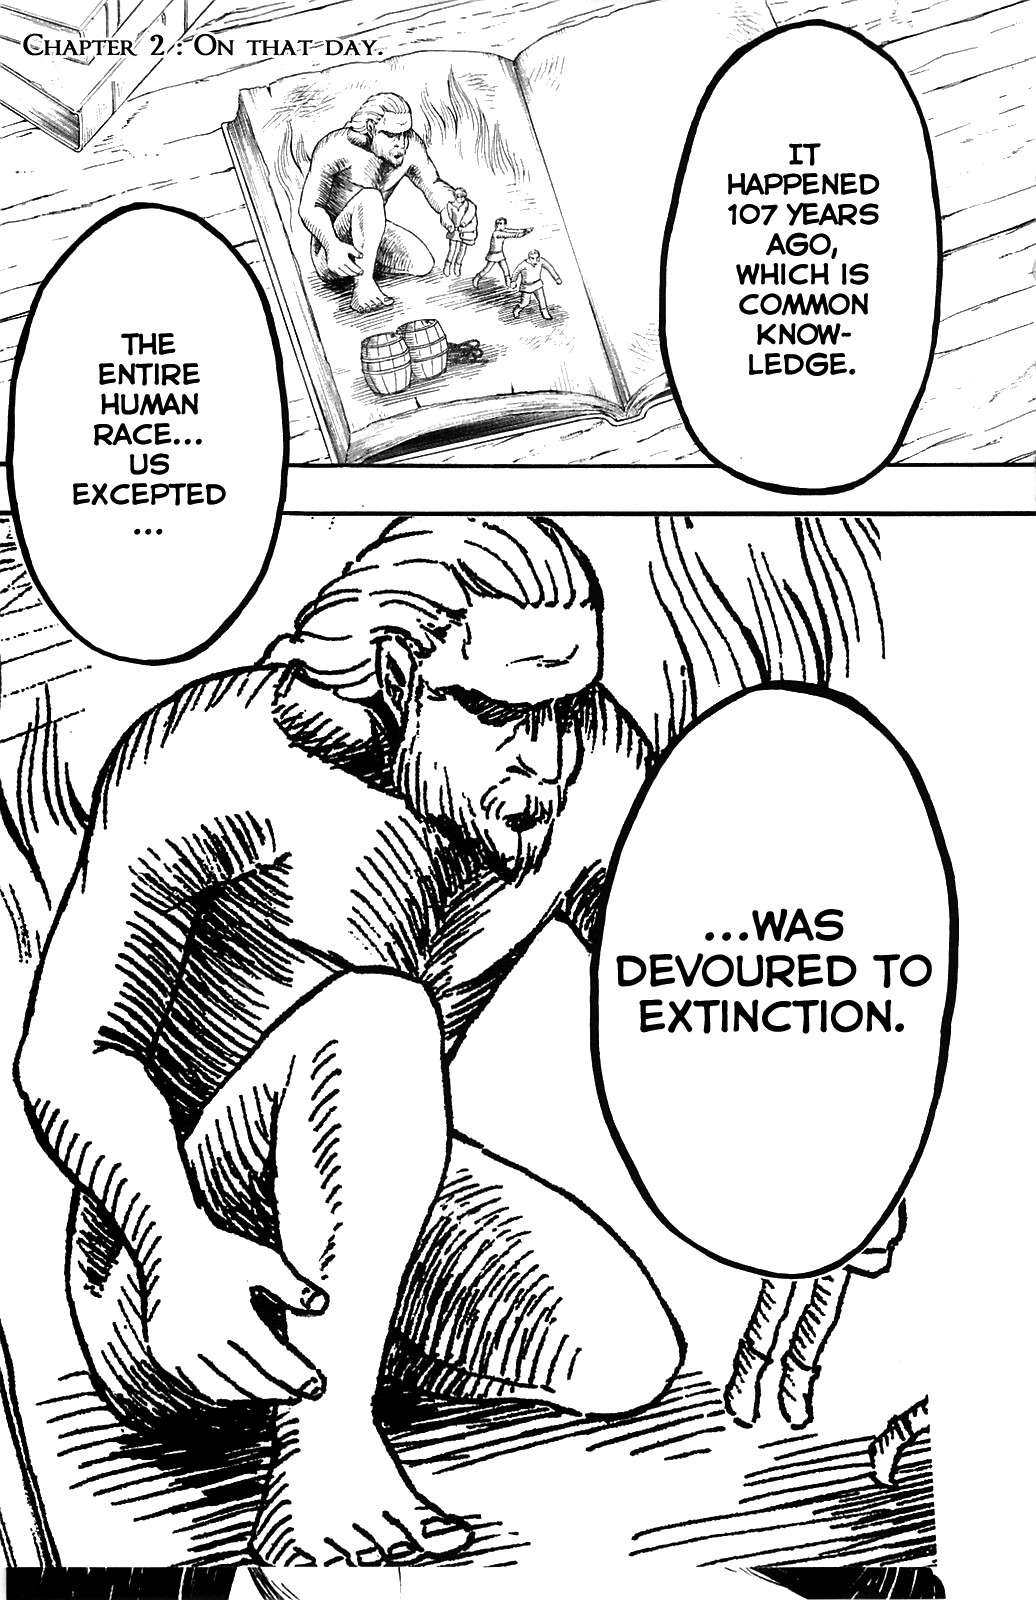 Chapter 2 : On that day.
IT
HAPPENED
107 YEARS
AGO,
WHICH IS
COMMON
KNOW-
LEDGE.
THE
ENTIRE
HUMAN
RACE...
US
EXCEPTED
...
...WAS
DEVOURED TO
EXTINCTION.